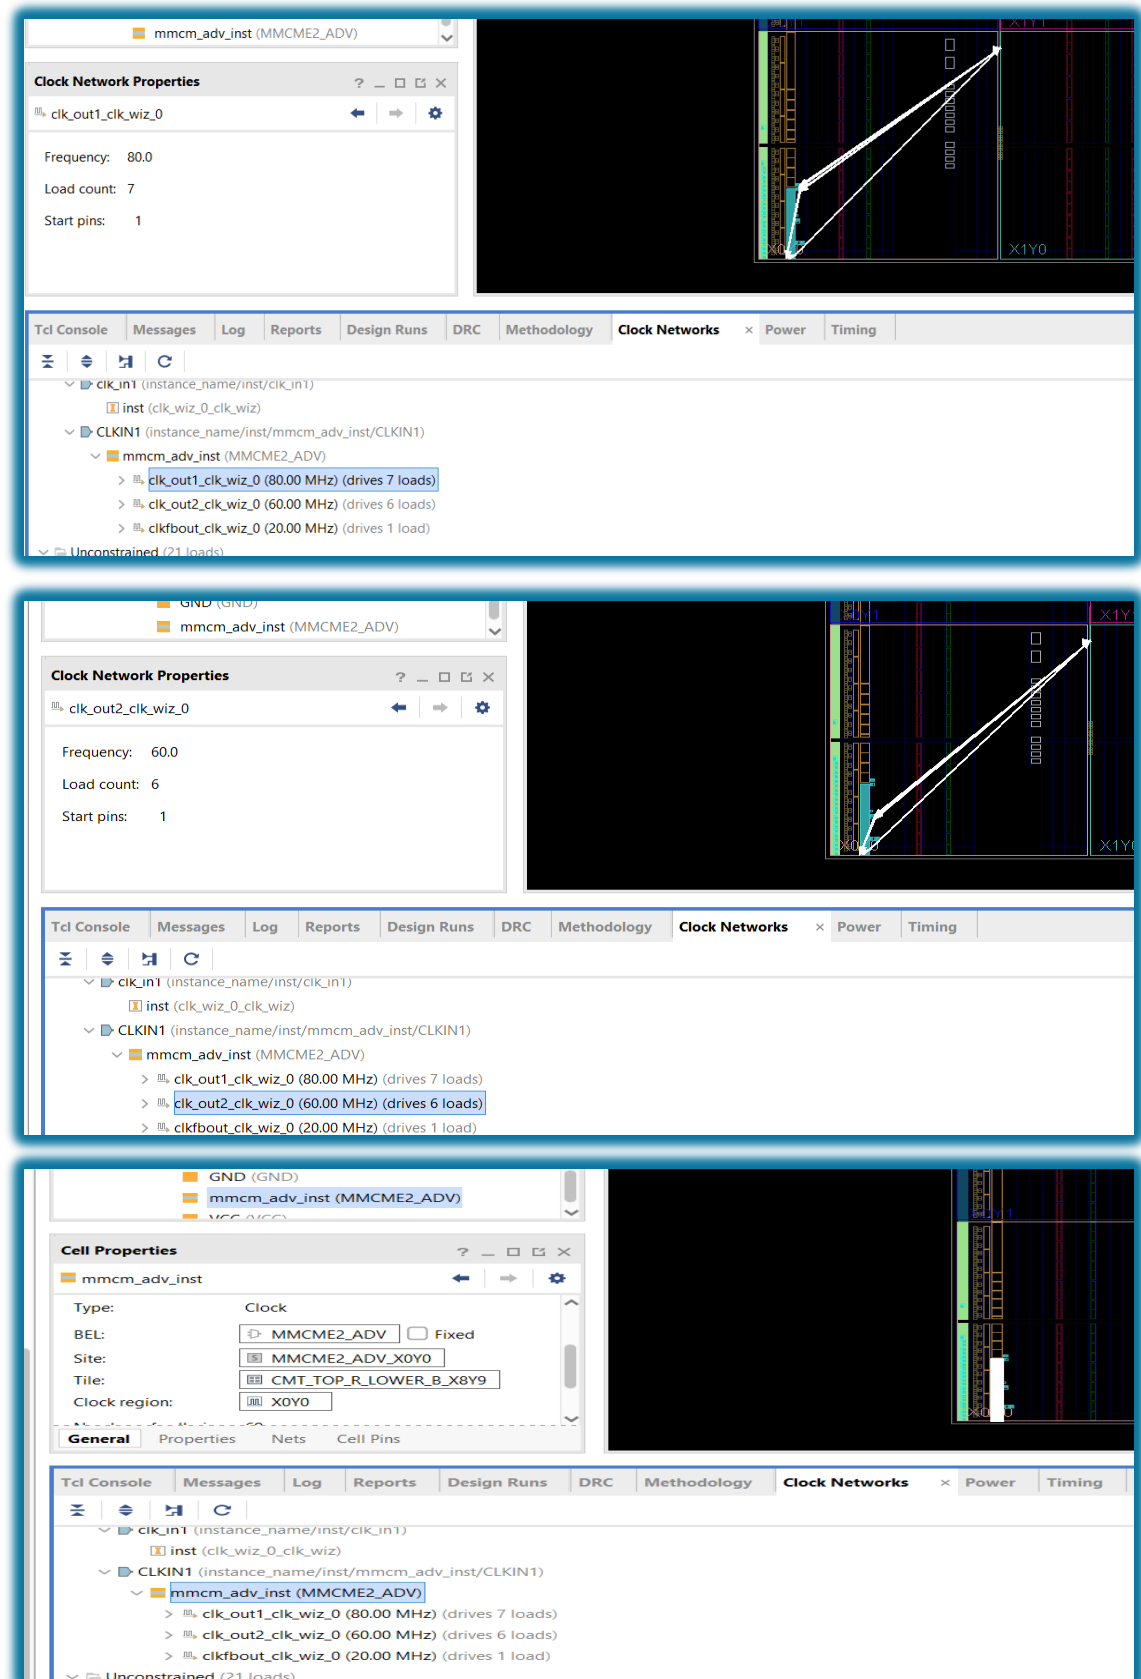 mmcm_adv_inst (MMCME2_ADV)
X1Y1
Clock Network Properties
clk_out1_clk_wiz_0
Frequency: 80.0
Load count: 7
Start pins: 1
X1Y0
Tcl Console Messages Log Reports Design Runs DRC Methodology Clock Networks × Power Timing
clk_in1 (instance_name/inst/clk_in1)
inst (clk_wiz_0_clk_wiz)
CLKIN1 (instance_name/inst/mmcm_adv_inst/CLKIN1)
mmcm_adv_inst (MMCME2_ADV)
clk_out1_clk_wiz_0 (80.00 MHz) (drives 7 loads)
clk_out2_clk_wiz_0 (60.00 MHz) (drives 6 loads)
clkfbout_clk_wiz_0 (20.00 MHz) (drives 1 load)
Unconstrained (21 loads)
GND (GND)
mmcm_adv_inst (MMCME2_ADV)
Clock Network Properties
clk_out2_clk_wiz_0
Frequency: 60.0
Load count: 6
Start pins: 1
Tcl Console Messages Log Reports Design Runs DRC Methodology Clock Networks × Power Timing
clk_in1 (instance_name/inst/clk_in1)
inst (clk_wiz_0_clk_wiz)
CLKIN1 (instance_name/inst/mmcm_adv_inst/CLKIN1)
mmcm_adv_inst (MMCME2_ADV)
clk_out1_clk_wiz_0 (80.00 MHz) (drives 7 loads)
clk_out2_clk_wiz_0 (60.00 MHz) (drives 6 loads)
clkfbout_clk_wiz_0 (20.00 MHz) (drives 1 load)
GND (GND)
mmcm_adv_inst (MMCME2_ADV)
VCC (VCC)
Cell Properties
mmcm_adv_inst
Type: Clock
BEL: MMCME2_ADV Fixed
Site: MMCME2_ADV_X0Y0
Tile: CMT_TOP_R_LOWER_B_X8Y9
Clock region: X0Y0
General Properties Nets Cell Pins
Tcl Console Messages Log Reports Design Runs DRC Methodology Clock Networks × Power Timing
clk_in1 (instance_name/inst/clk_in1)
inst (clk_wiz_0_clk_wiz)
CLKIN1 (instance_name/inst/mmcm_adv_inst/CLKIN1)
mmcm_adv_inst (MMCME2_ADV)
clk_out1_clk_wiz_0 (80.00 MHz) (drives 7 loads)
clk_out2_clk_wiz_0 (60.00 MHz) (drives 6 loads)
clkfbout_clk_wiz_0 (20.00 MHz) (drives 1 load)
Unconstrained (21 loads)